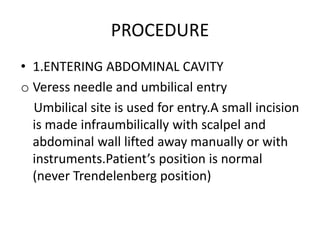 PROCEDURE
• 1.ENTERING ABDOMINAL CAVITY
o Veress needle and umbilical entry
Umbilical site is used for entry.A small incision
is made infraumbilically with scalpel and
abdominal wall lifted away manually or with
instruments.Patient’s position is normal
(never Trendelenberg position)